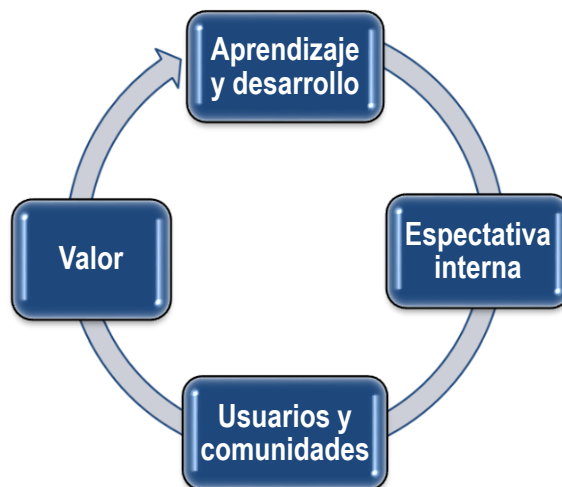 Aprendizaje
y desarrollo
Espectativa
interna
Usuarios y
comunidades
Valor